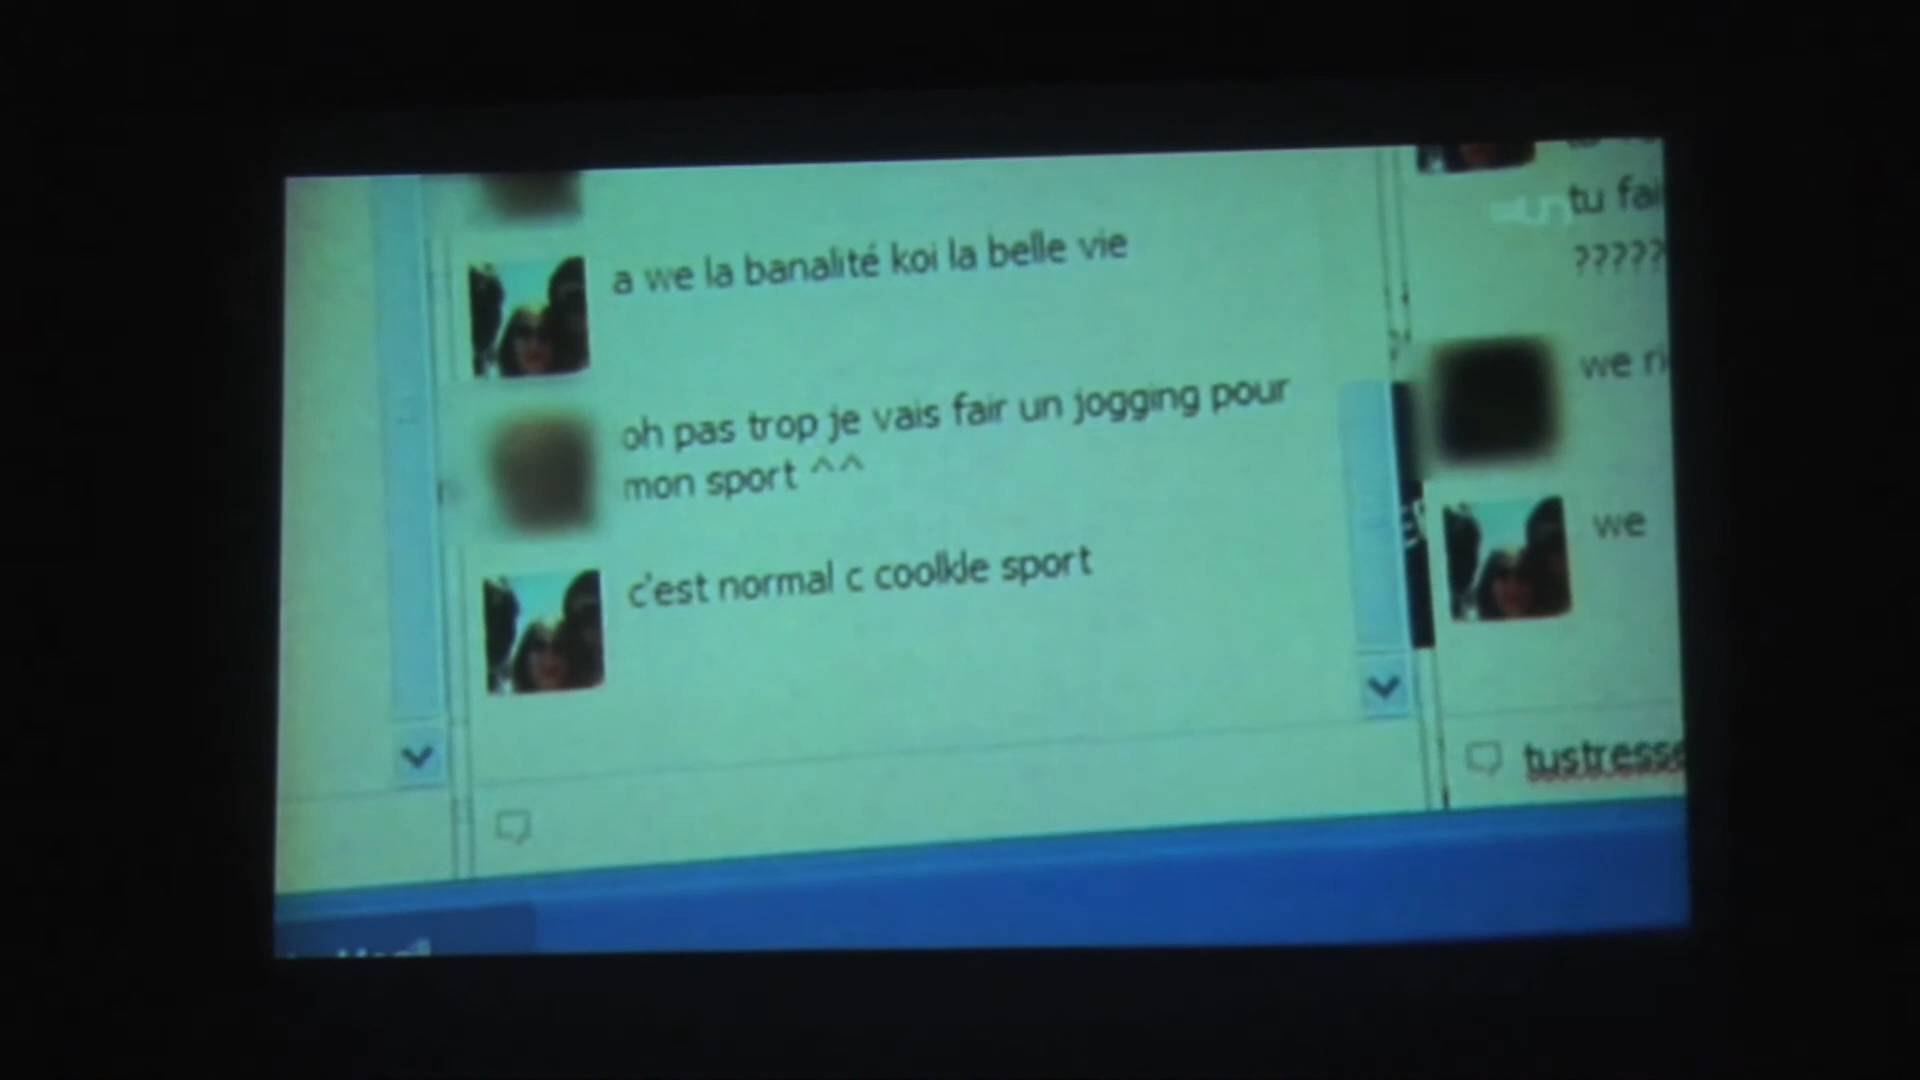 a we la banalité koi la belle vie
oh pas trop je vais fair un jogging pour
mon sport ^^
c'est normal c coolkle sport
tu fai
?????
we ri
we
tustresse